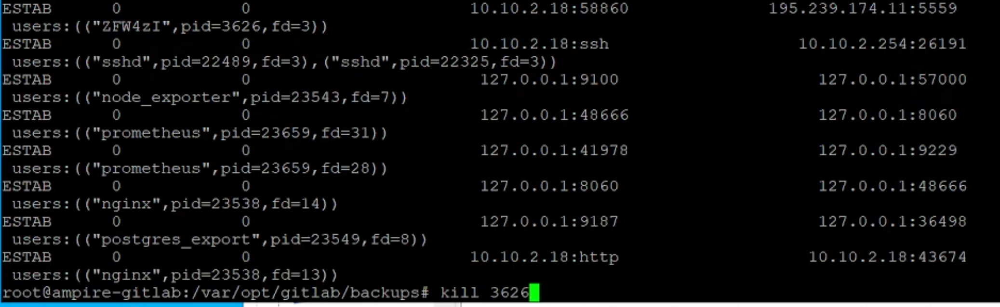 ESTAB 0 0 10.10.2.18:58860 195.239.174.11:5559
users:(("ZFW4zI",pid=3626,fd=3))
ESTAB 0 0 10.10.2.18:ssh 10.10.2.254:26191
users:(("sshd",pid=22489,fd=3),("sshd",pid=22325,fd=3))
ESTAB 0 0 127.0.0.1:9100 127.0.0.1:57000
users:(("node_exporter",pid=23543,fd=7))
ESTAB 0 0 127.0.0.1:48666 127.0.0.1:8060
users:(("prometheus",pid=23659,fd=31))
ESTAB 0 0 127.0.0.1:41978 127.0.0.1:9229
users:(("prometheus",pid=23659,fd=28))
ESTAB 0 0 127.0.0.1:8060 127.0.0.1:48666
users:(("nginx",pid=23538,fd=14))
ESTAB 0 0 127.0.0.1:9187 127.0.0.1:36498
users:(("postgres_export",pid=23549,fd=8))
ESTAB 0 0 10.10.2.18:http 10.10.2.18:43674
users:(("nginx",pid=23538,fd=13))
root@ampire-gitlab:/var/opt/gitlab/backups# kill 3626